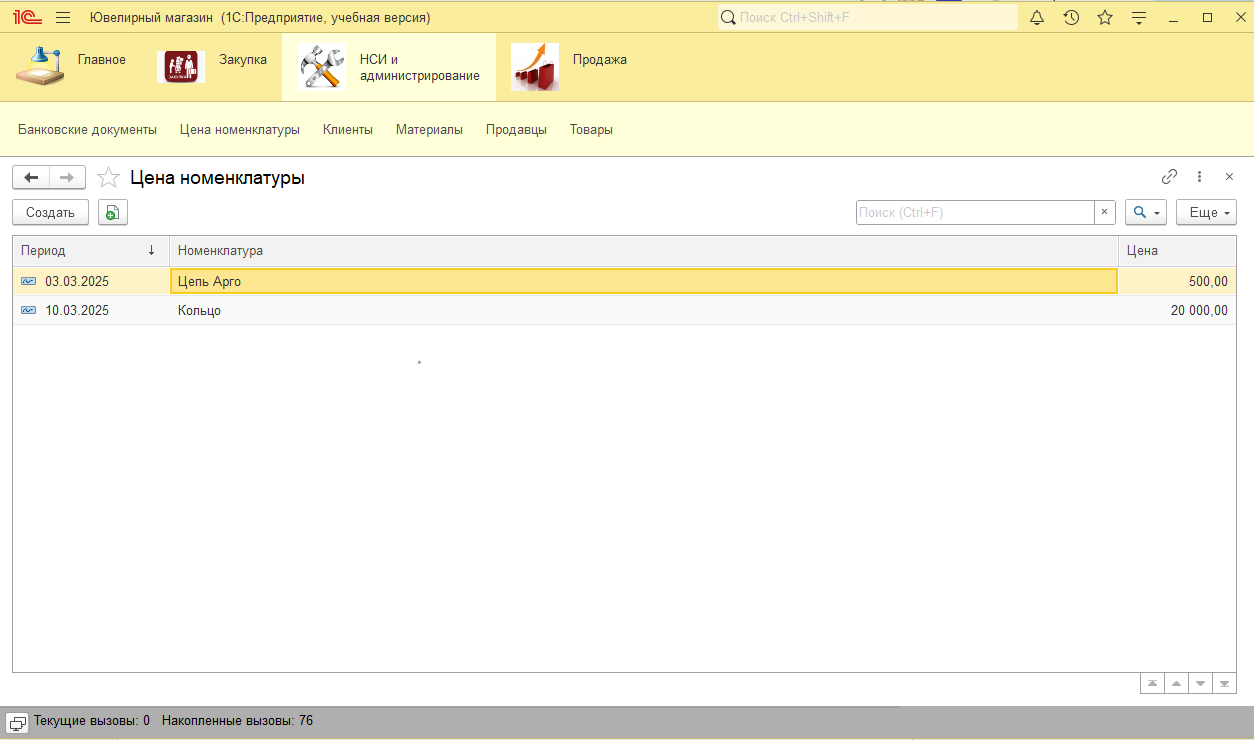 1С Ювелирный магазин (1С:Предприятие, учебная версия) Поиск Ctrl+Shift+F
Главное
ЗАКУПКИ
Закупка
НСИ и
администрирование
Продажа
Банковские документы Цена номенклатуры Клиенты Материалы Продавцы Товары
Цена номенклатуры
Создать Поиск (Ctrl+F) × Еще
Период ↓ Номенклатура Цена
03.03.2025 Цепь Арго 500,00
10.03.2025 Кольцо 20 000,00
Текущие вызовы: 0 Накопленные вызовы: 76